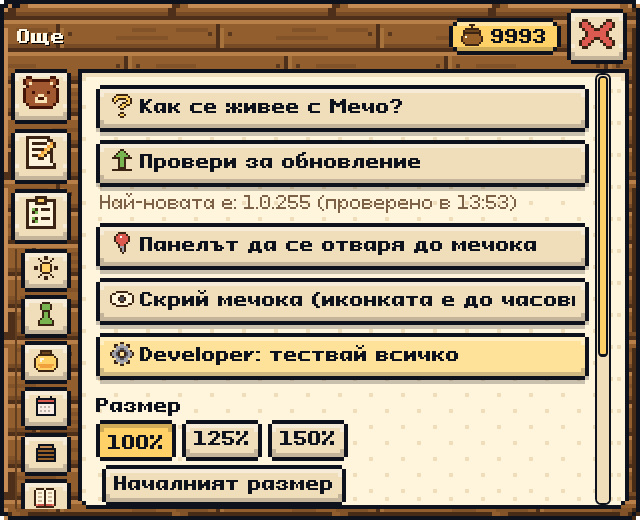 Още
9993
Как се живее с Мечо?
Провери за обновление
Най-новата е: 1.0.255 (проверено в 13:53)
Панелът да се отваря до мечока
Скрий мечока (иконката е до часовı
Developer: тествай всичко
Размер
100% 125% 150%
Началният размер